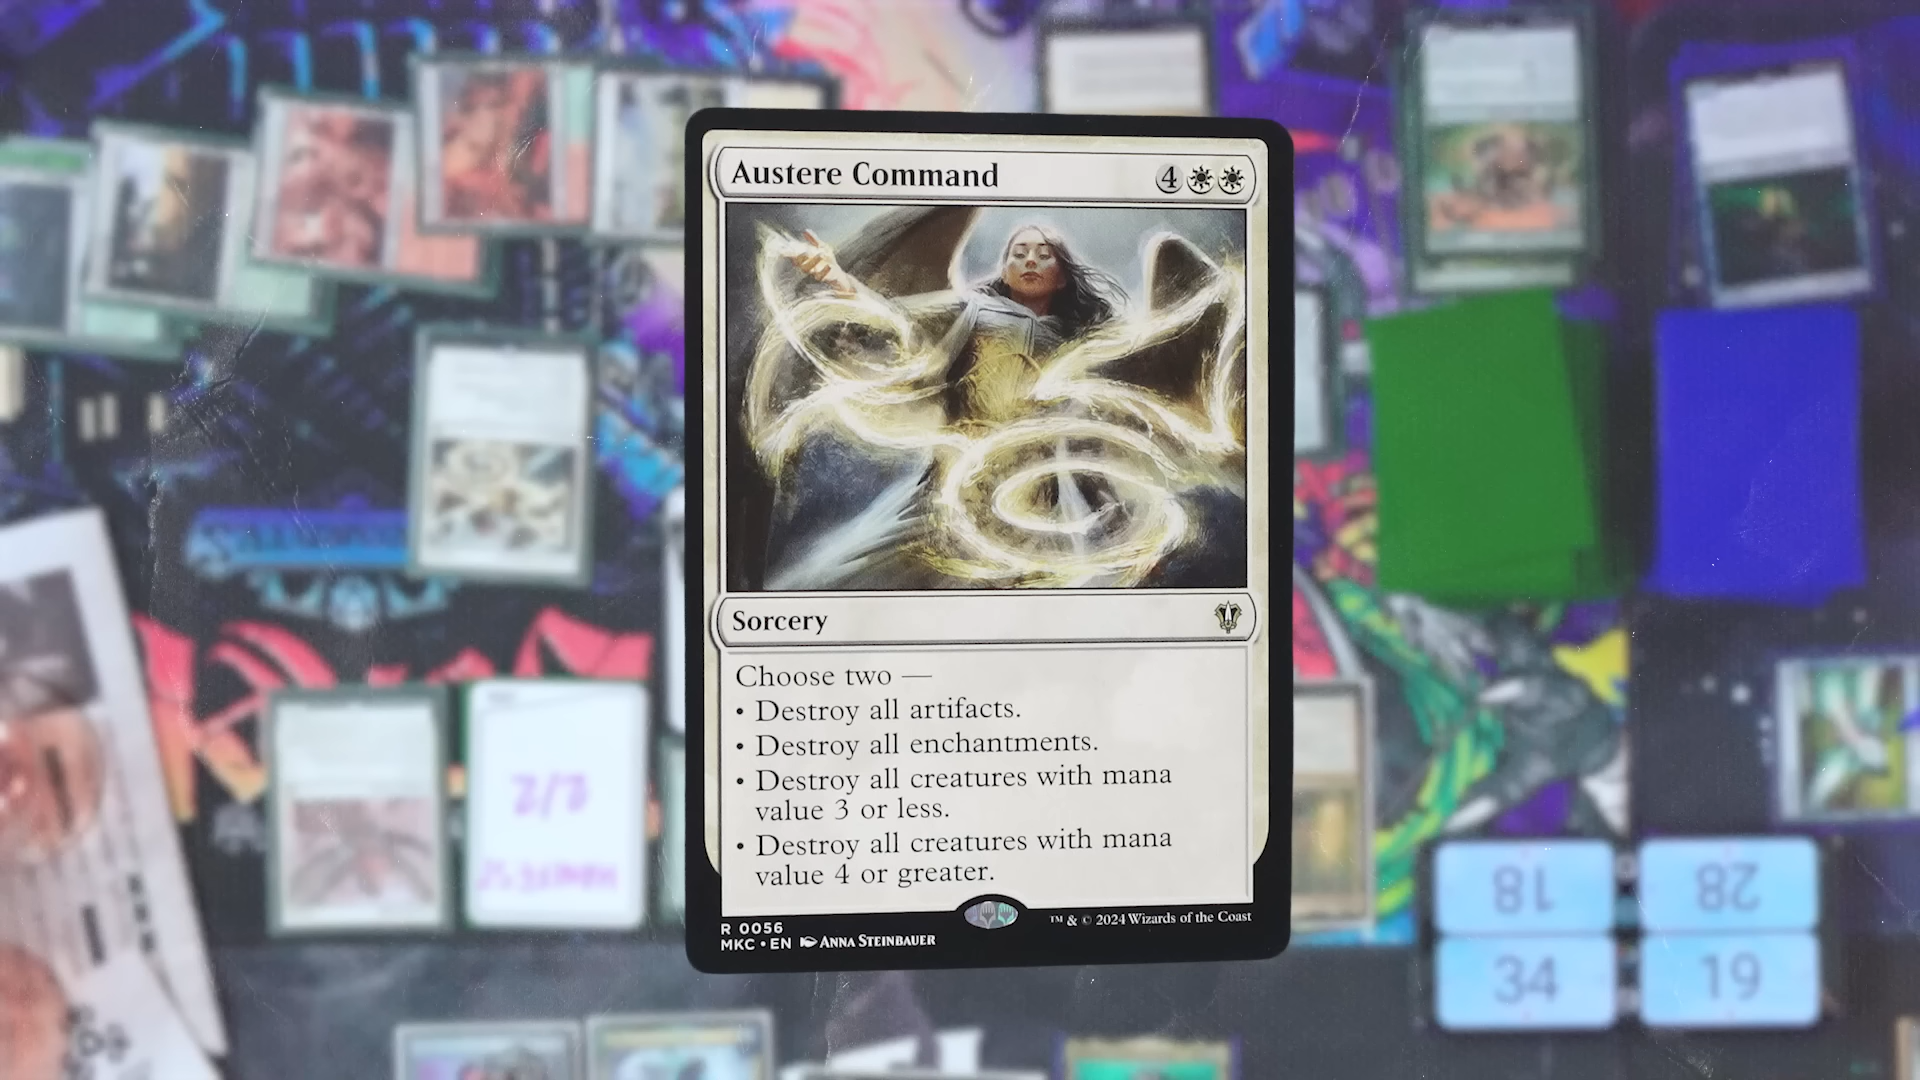 Austere Command 4
Sorcery
Choose two —
• Destroy all artifacts.
• Destroy all enchantments.
• Destroy all creatures with mana
value 3 or less.
• Destroy all creatures with mana
value 4 or greater.
R 0056
MKC • EN ANNA STEINBAUER
™ & © 2024 Wizards of the Coast
2/2
18
28
34
19